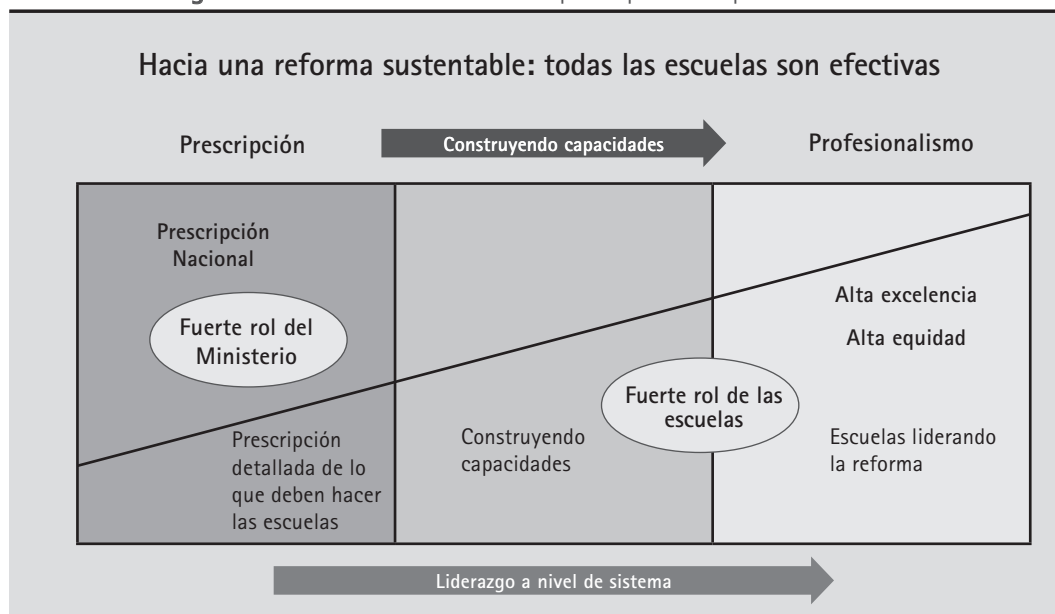 Hacia una reforma sustentable: todas las escuelas son efectivas
Prescripción
Construyendo capacidades
Profesionalismo
Prescripción
Nacional
Fuerte rol del
Ministerio
Alta excelencia
Alta equidad
Fuerte rol de las
escuelas
Prescripción
detallada de lo
que deben hacer
las escuelas
Construyendo
capacidades
Escuelas liderando
la reforma
Liderazgo a nivel de sistema